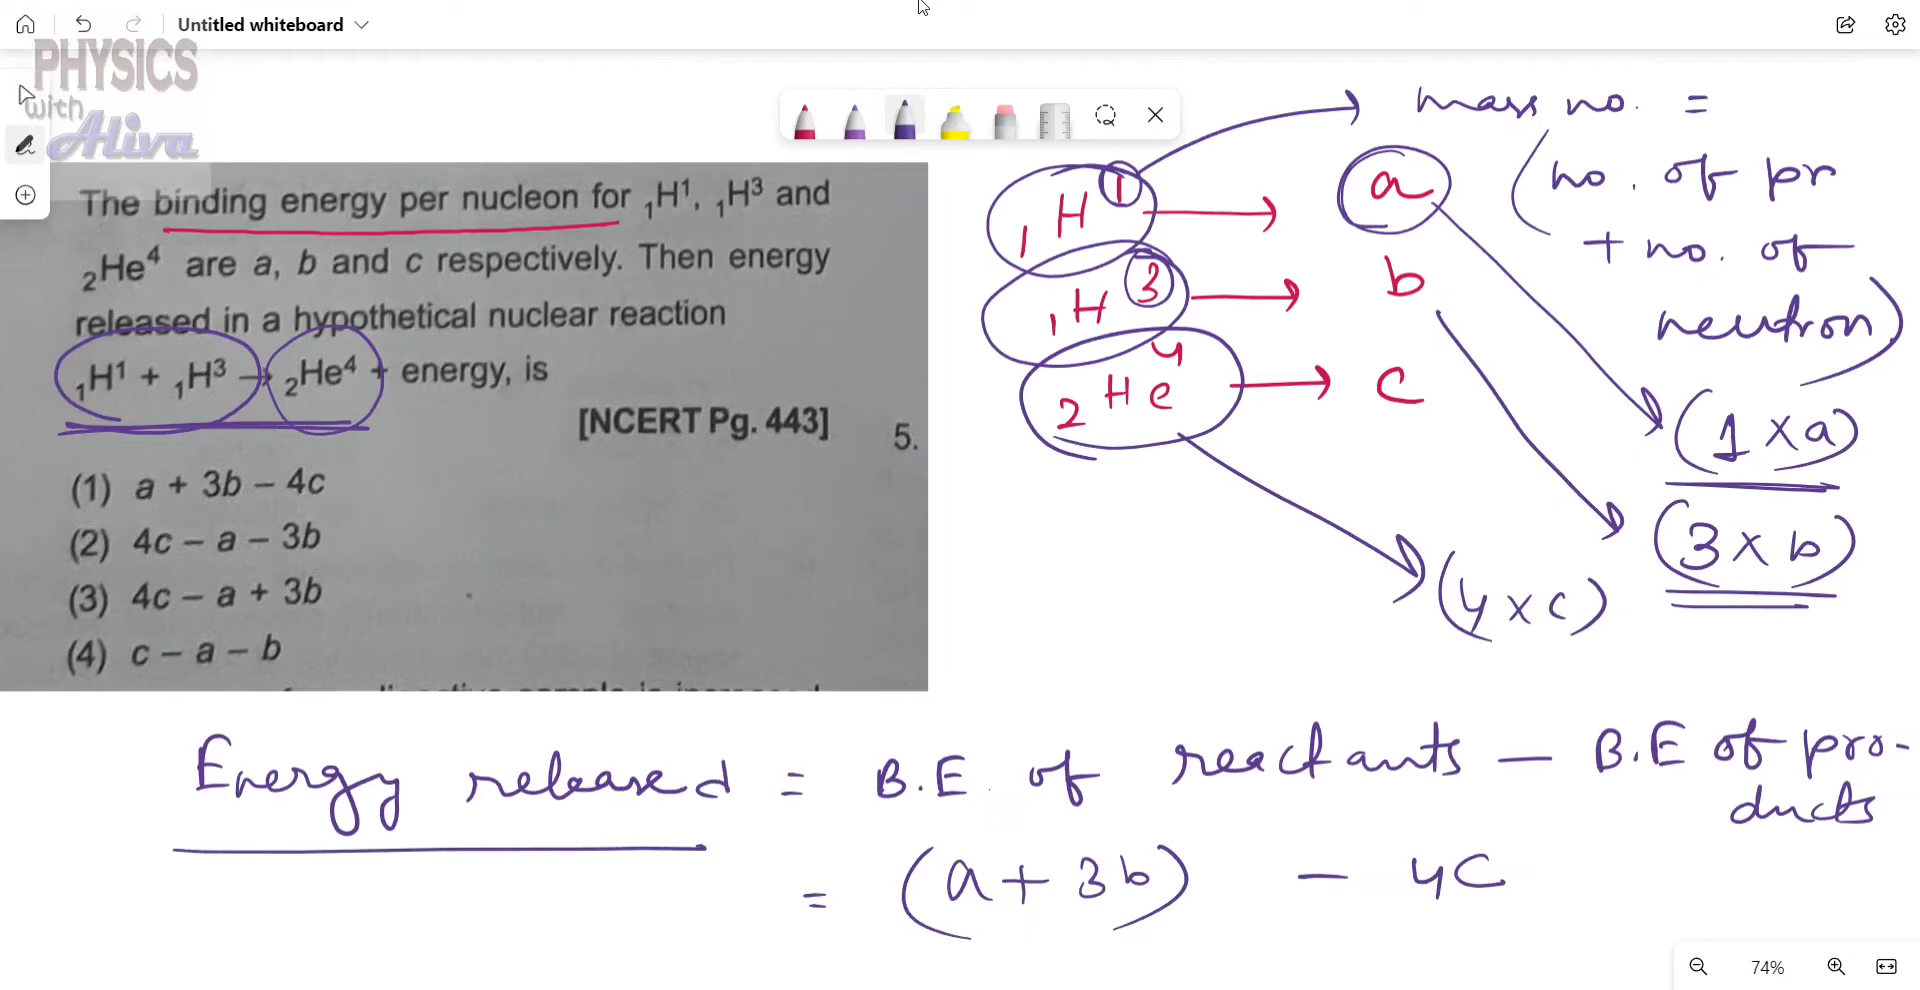 Untitled whiteboard
PHYSICS
with
Aliva
The binding energy per nucleon for ₁H¹, ₁H³ and
₂He⁴ are a, b and c respectively. Then energy
released in a hypothetical nuclear reaction
₁H¹ + ₁H³ → ₂He⁴ + energy, is
[NCERT Pg. 443]
5.
(1) a + 3b – 4c
(2) 4c – a – 3b
(3) 4c – a + 3b
(4) c – a – b
₁H¹ → a
₁H³ → b
₂He⁴ → c
mass no. =
(no. of pr
+ no. of
neutron)
(1 × a)
(3 × b)
(4 × c)
Energy released = B.E. of reactants — B.E of pro-
ducts
= (a + 3b) — 4C
74%